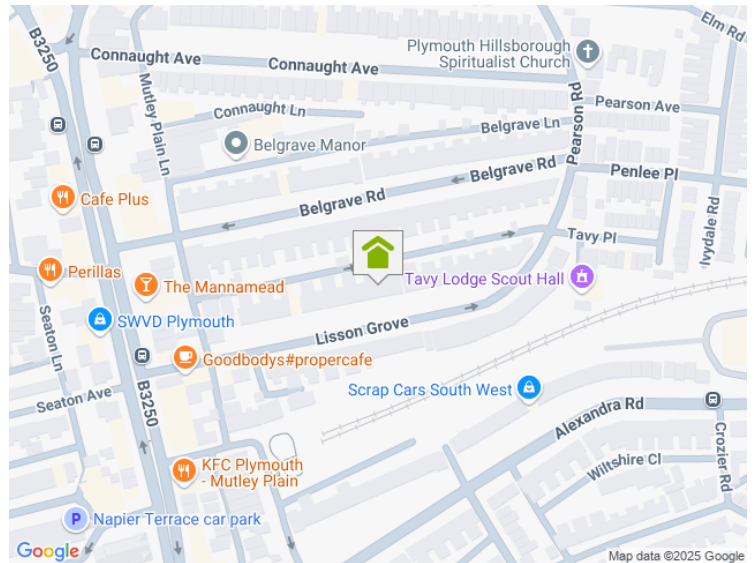 B3250
Connaught Ave
Connaught Ave
Plymouth Hillsborough
Spiritualist Church
Elm Rd
Mutley Plain Ln
Connaught Ln
Pearson Rd
Pearson Ave
Belgrave Ln
Belgrave Manor
Belgrave Rd
Penlee Pl
Cafe Plus
Belgrave Rd
Ivydale Rd
Tavy Pl
Perillas
The Mannamead
Tavy Lodge Scout Hall
Seaton Ln
SWVD Plymouth
Lisson Grove
Goodbodys#propercafe
Seaton Ave
B3250
Scrap Cars South West
Alexandra Rd
Crozier Rd
Wiltshire Cl
KFC Plymouth
- Mutley Plain
P
Napier Terrace car park
Google
Map data ©2025 Google